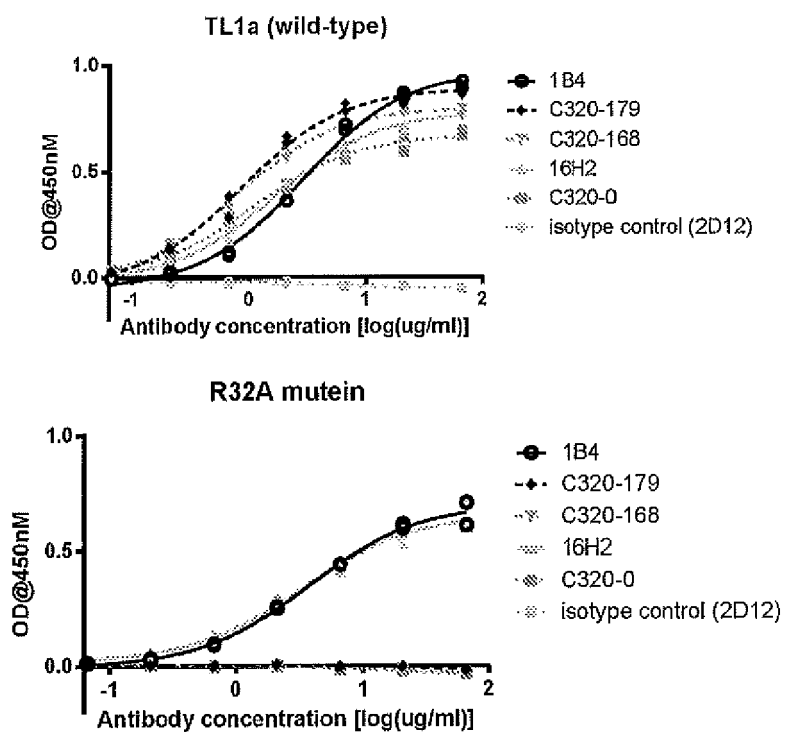 TL1a (wild-type)
1.0
0.5
0.0
OD@450nM
-1 0 1 2
Antibody concentration [log(ug/ml)]
1B4
C320-179
C320-168
16H2
C320-0
isotype control (2D12)
R32A mutein
1.0
0.5
0.0
OD@450nM
-1 0 1 2
Antibody concentration [log(ug/ml)]
1B4
C320-179
C320-168
16H2
C320-0
isotype control (2D12)